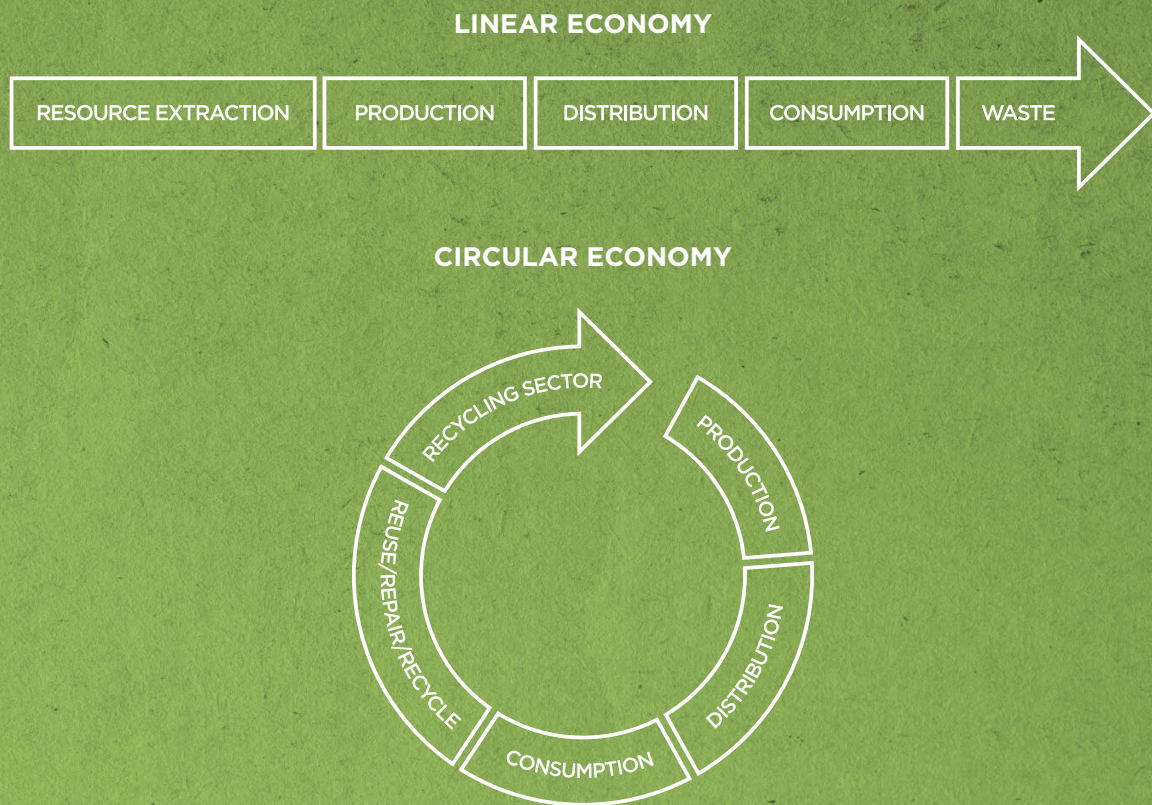 LINEAR ECONOMY
RESOURCE EXTRACTION
PRODUCTION
DISTRIBUTION
CONSUMPTION
WASTE
CIRCULAR ECONOMY
RECYCLING SECTOR
PRODUCTION
DISTRIBUTION
CONSUMPTION
REUSE/REPAIR/RECYCLE